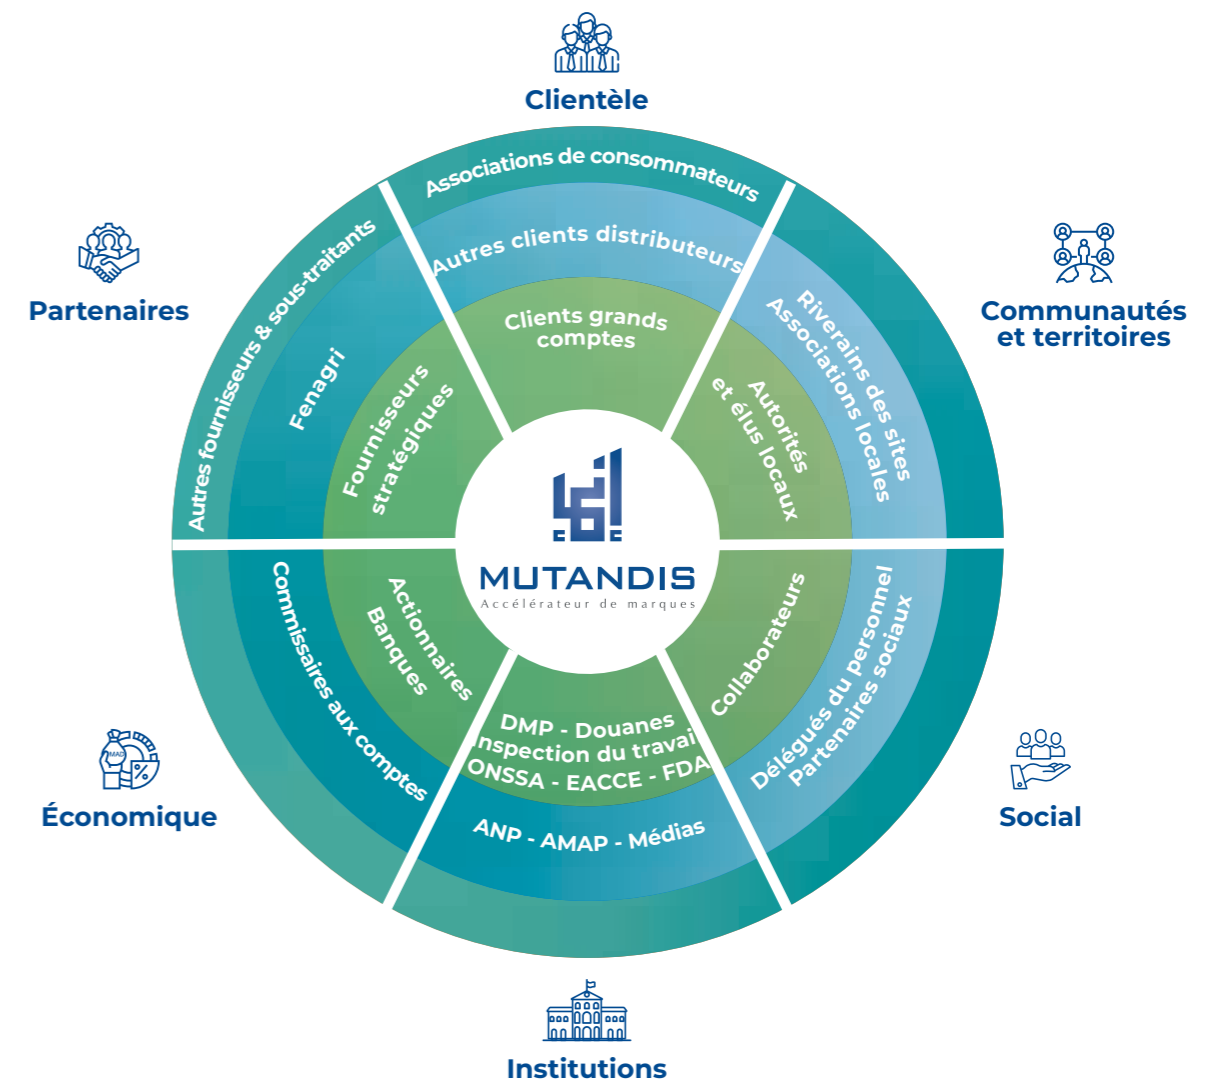 Clientèle
Associations de consommateurs
Autres clients distributeurs
Clients grands
comptes
Communautés
et territoires
Riverains des sites
Associations locales
Autorités
et élus locaux
Social
Délégués du personnel
Partenaires sociaux
Collaborateurs
Institutions
DMP - Douanes
Inspection du travail
ONSSA - EACCE - FDA
ANP - AMAP - Médias
Économique
MAD
%
Commissaires aux comptes
Actionnaires
Banques
Partenaires
Autres fournisseurs & sous-traitants
Fenagri
Fournisseurs
stratégiques
MUTANDIS
Accélérateur de marques